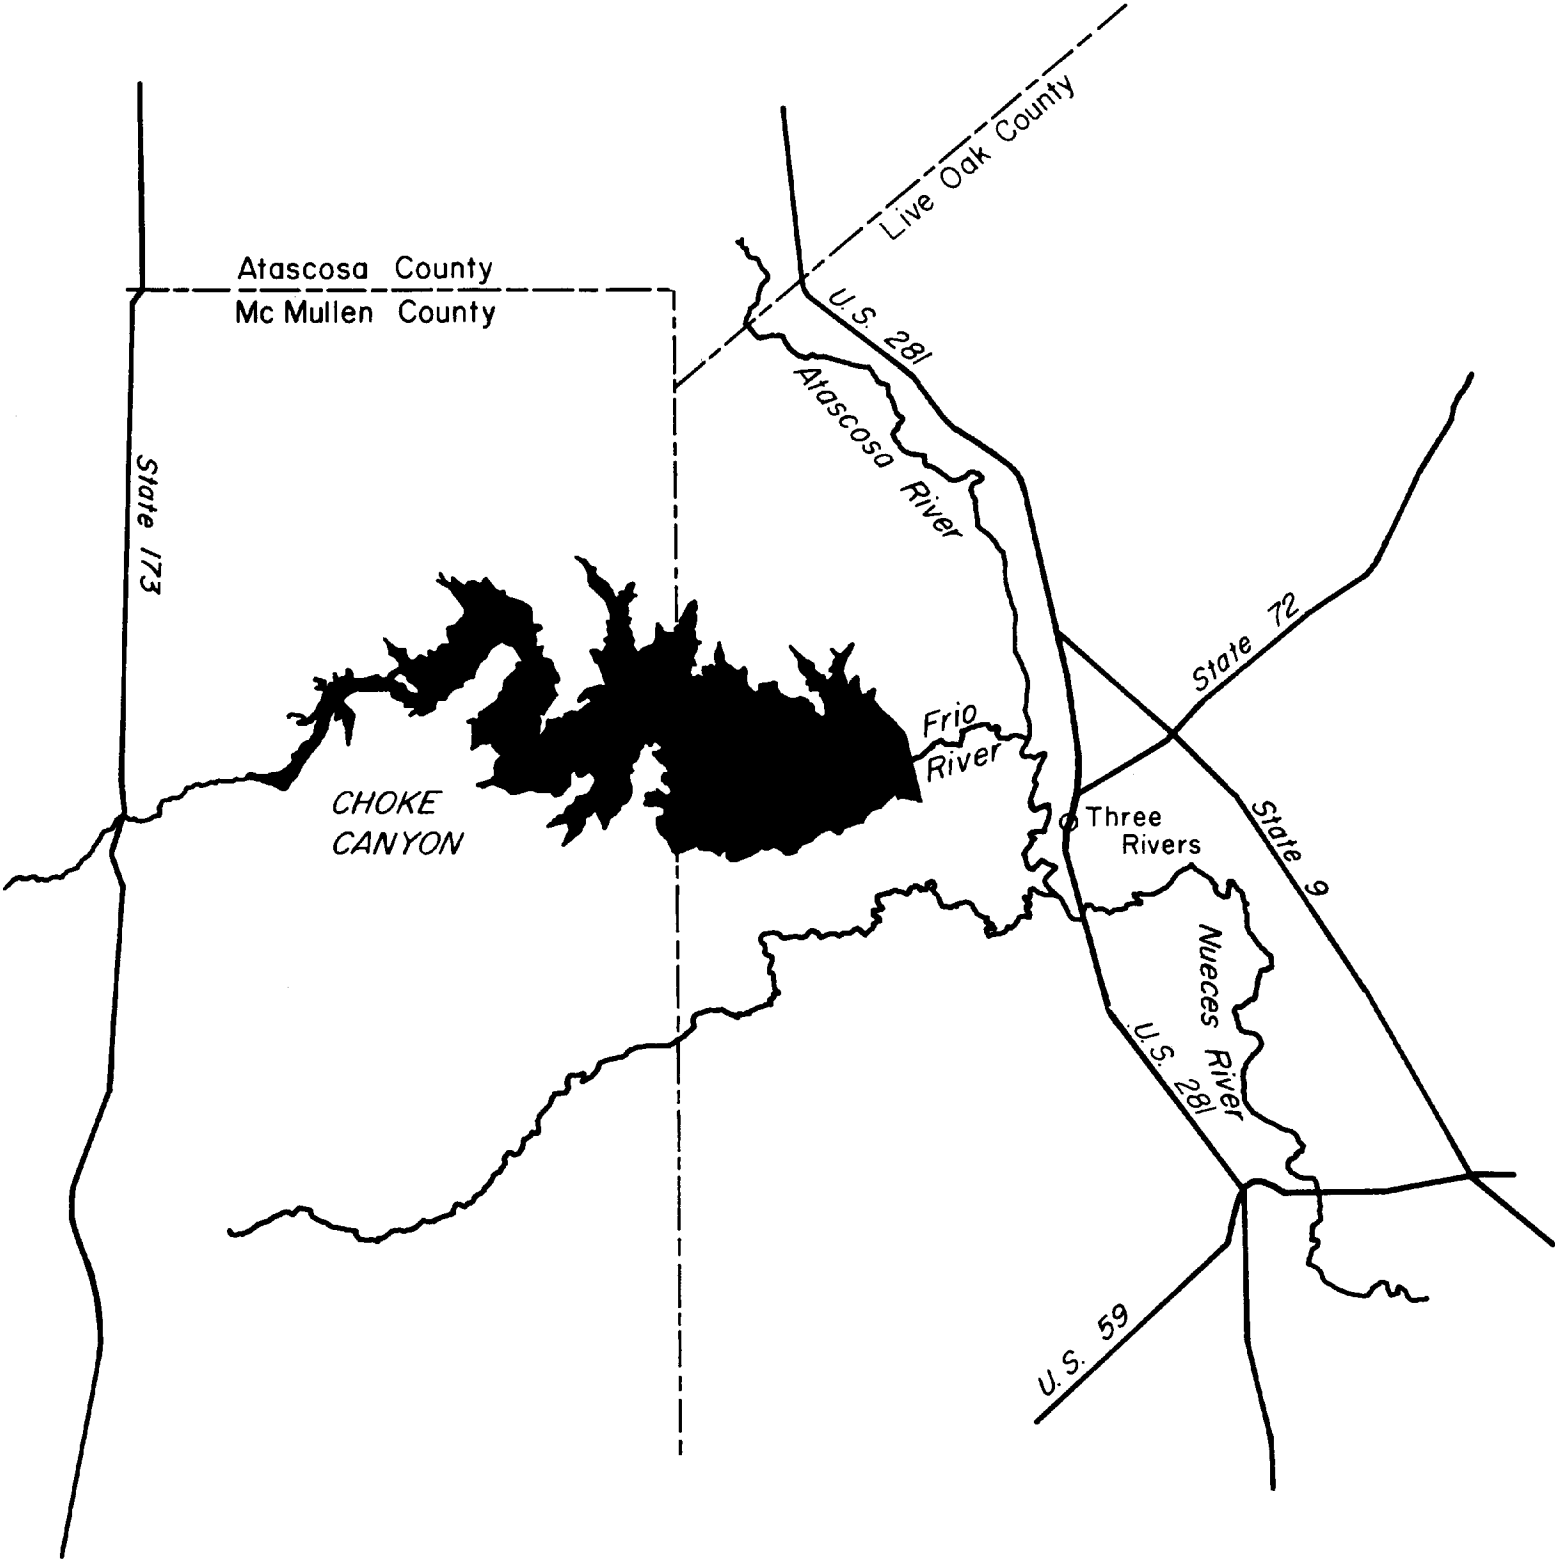 Live Oak County
Atascosa County
Mc Mullen County
U.S. 281
Atascosa River
State 173
State 72
Frio
River
CHOKE
CANYON
Three
Rivers
State 9
Nueces River
U.S. 281
U.S. 59